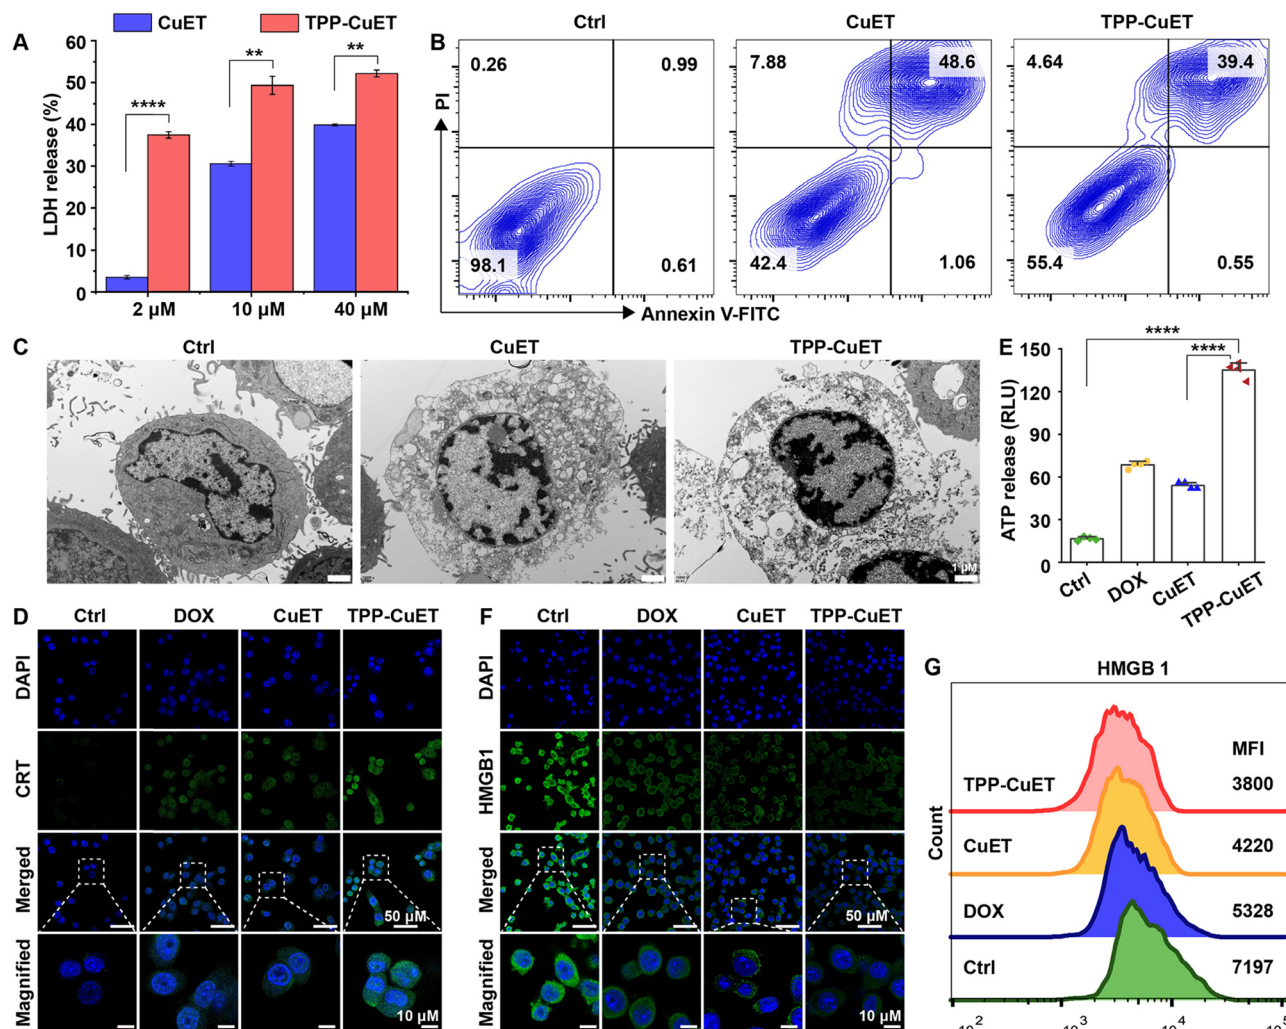 CuET TPP-CuET
A
LDH release (%)
60
50
40
30
20
10
0
**** ** **
2 µM 10 µM 40 µM
B
Ctrl CuET TPP-CuET
PI
0.26 0.99
98.1 0.61
7.88 48.6
42.4 1.06
4.64 39.4
55.4 0.55
Annexin V-FITC
C
Ctrl CuET TPP-CuET
1 µM
E
ATP release (RLU)
150
120
90
60
30
0
****
****
Ctrl DOX CuET TPP-CuET
D
Ctrl DOX CuET TPP-CuET
DAPI
CRT
Merged
50 µM
Magnified
10 µM
F
Ctrl DOX CuET TPP-CuET
DAPI
HMGB1
Merged
50 µM
Magnified
10 µM
G
HMGB 1
Count
MFI
TPP-CuET 3800
CuET 4220
DOX 5328
Ctrl 7197
10² 10³ 10⁴